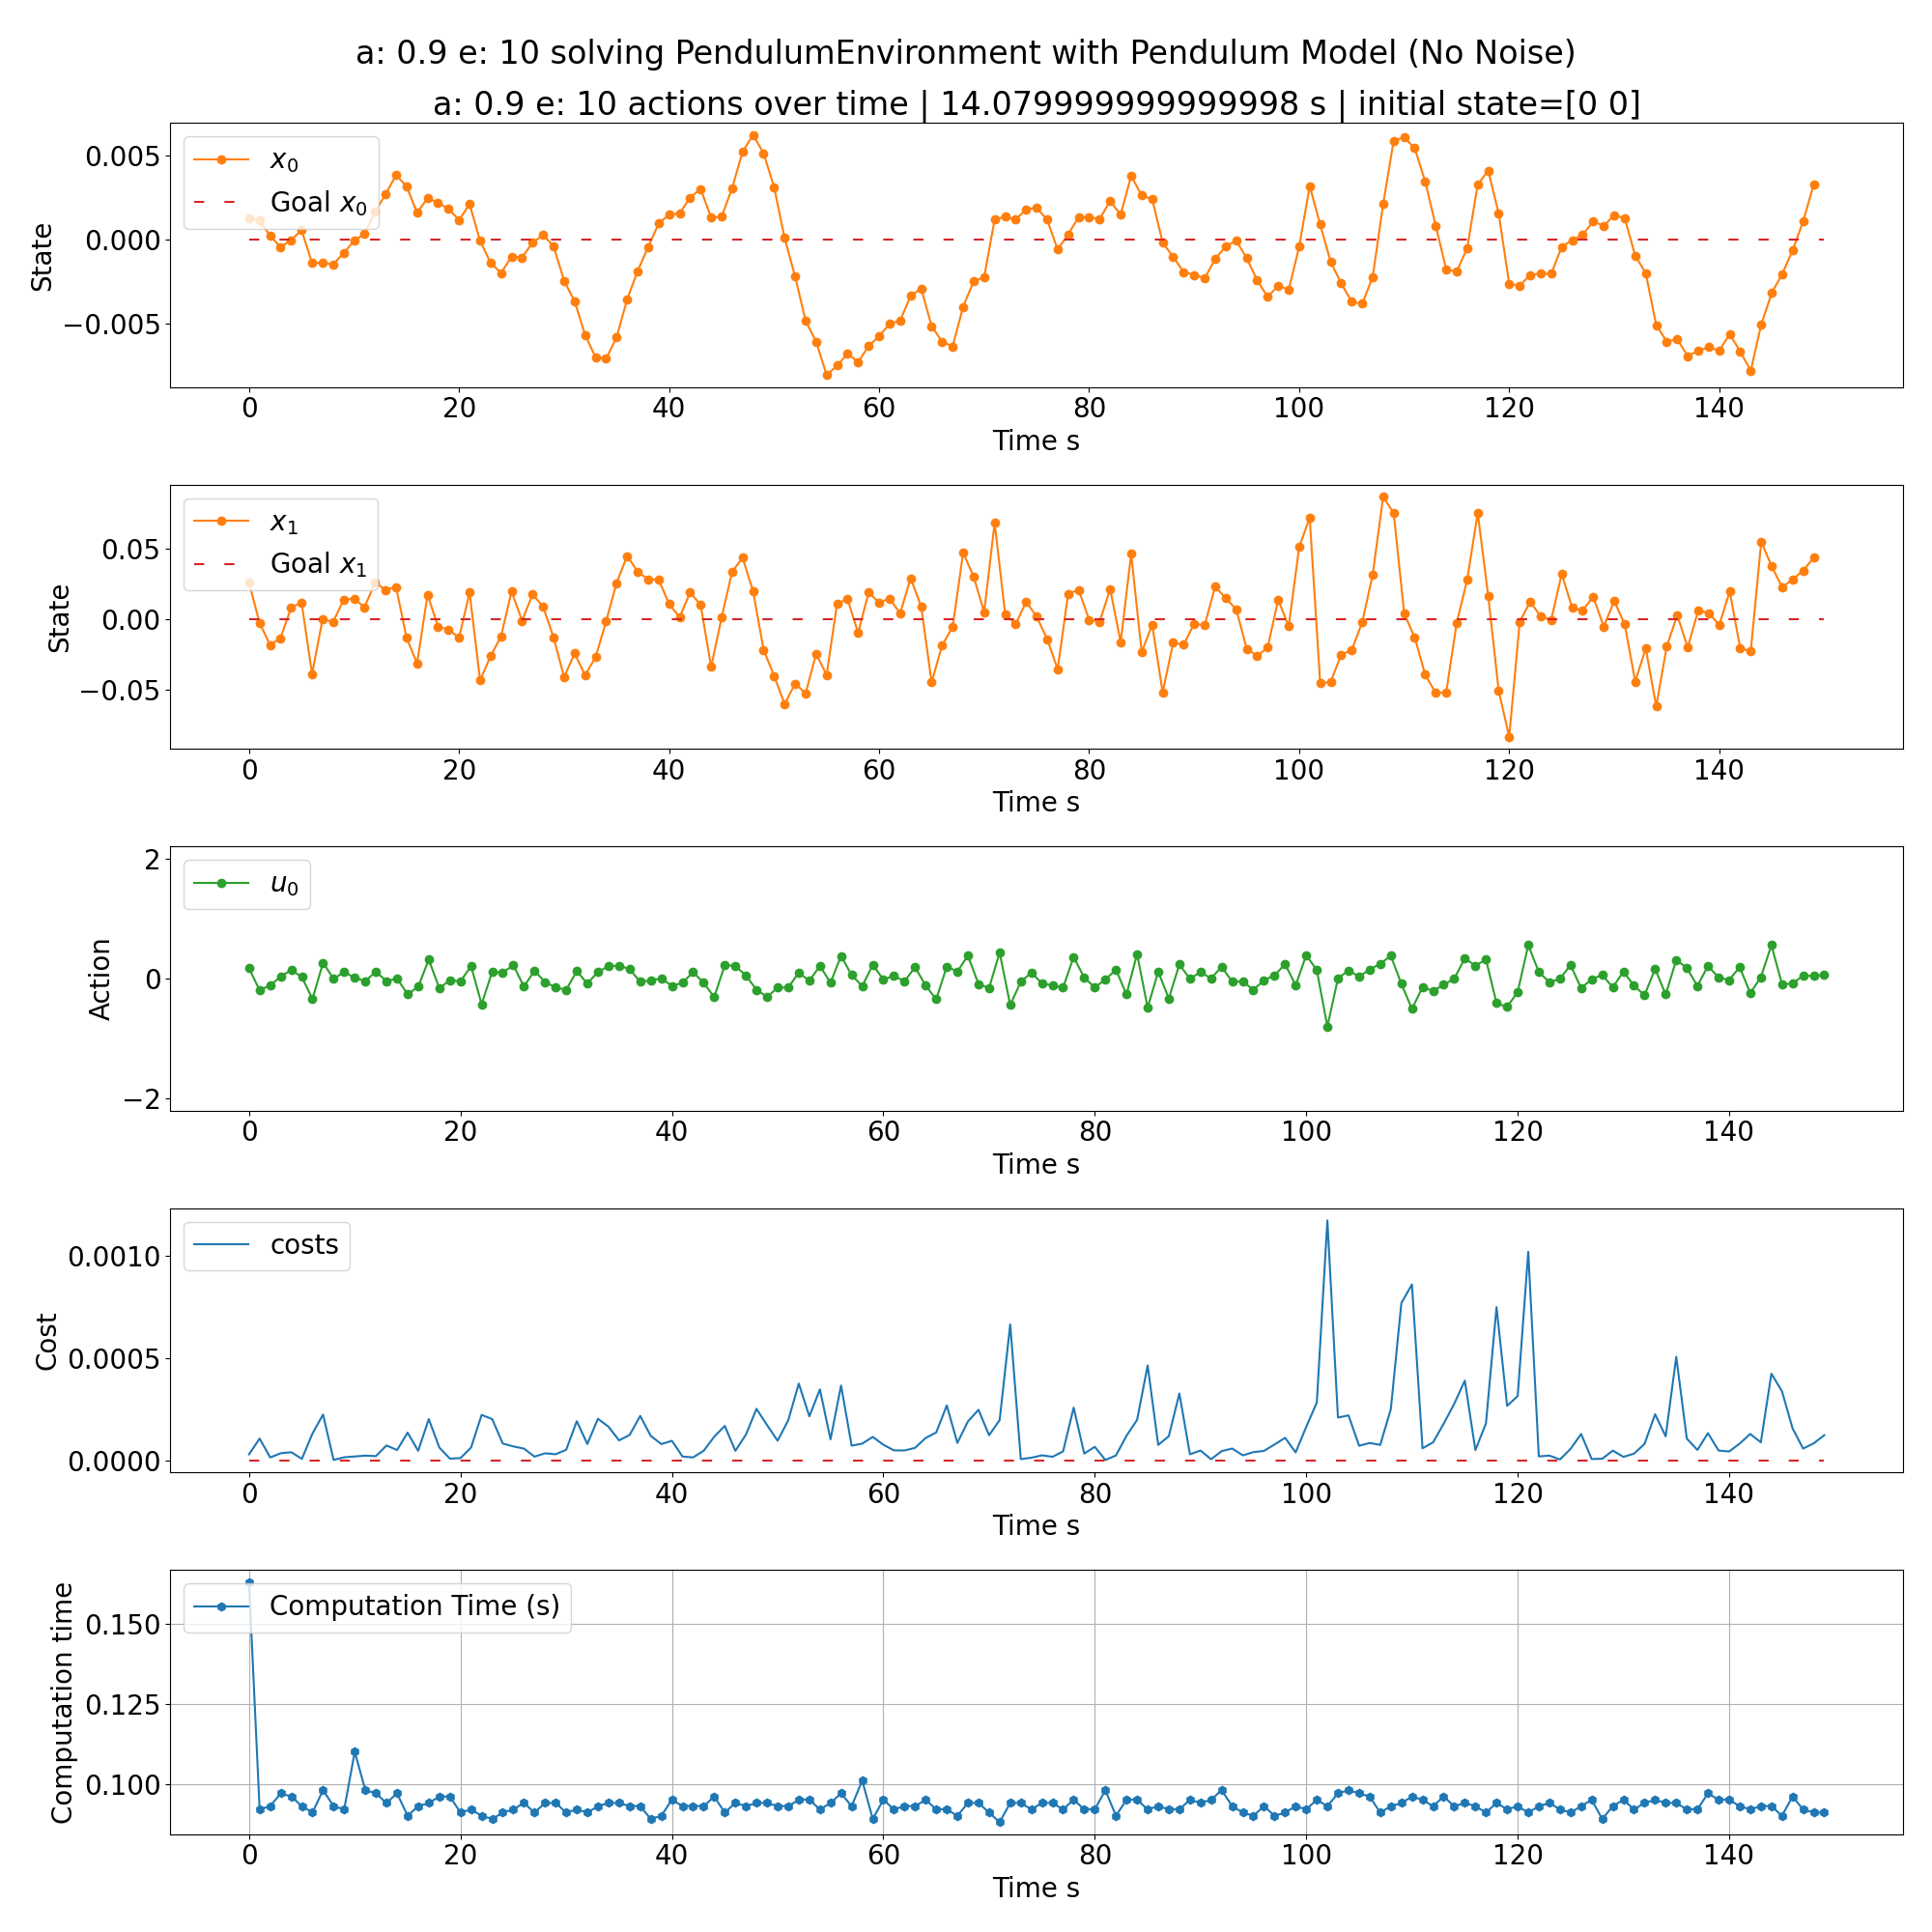 a: 0.9 e: 10 solving PendulumEnvironment with Pendulum Model (No Noise)
a: 0.9 e: 10 actions over time | 14.079999999999998 s | initial state=[0 0]
x₀
Goal x₀
State
0.005
0.000
−0.005
0 20 40 60 80 100 120 140
Time s
x₁
Goal x₁
State
0.05
0.00
−0.05
0 20 40 60 80 100 120 140
Time s
u₀
Action
2
0
−2
0 20 40 60 80 100 120 140
Time s
costs
Cost
0.0010
0.0005
0.0000
0 20 40 60 80 100 120 140
Time s
Computation Time (s)
Computation time
0.150
0.125
0.100
0 20 40 60 80 100 120 140
Time s